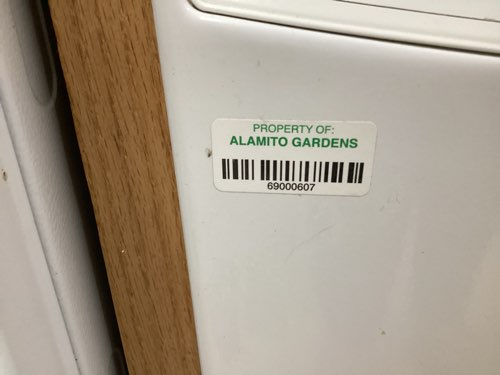 PROPERTY OF:
ALAMITO GARDENS
69000607